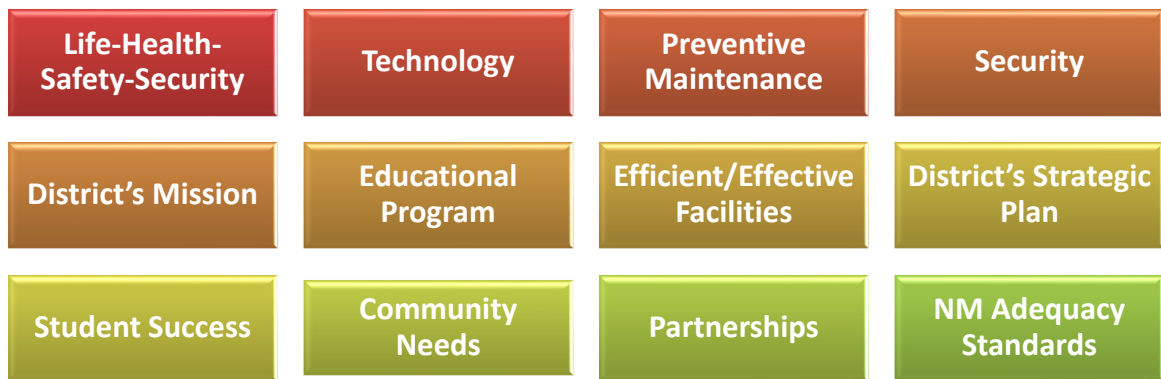 Life-Health-
Safety-Security
Technology
Preventive
Maintenance
Security
District's Mission
Educational
Program
Efficient/Effective
Facilities
District's Strategic
Plan
Student Success
Community
Needs
Partnerships
NM Adequacy
Standards